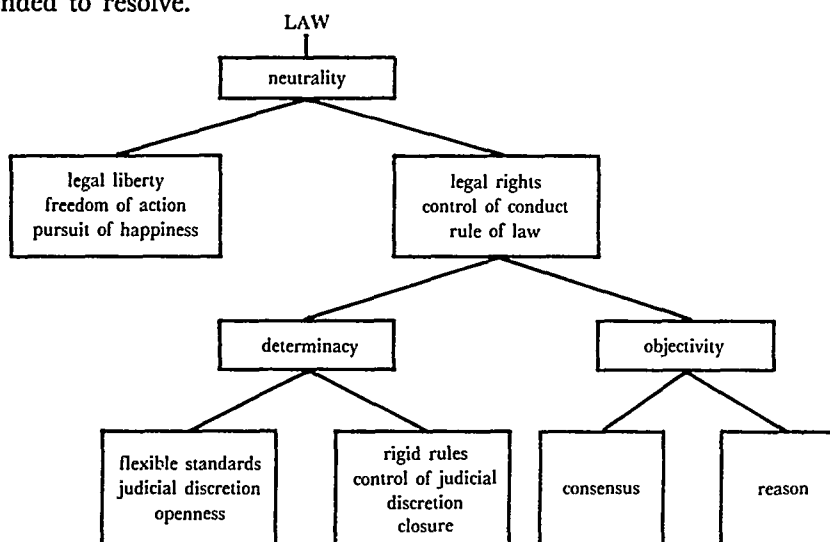 nded to resolve.
LAW
neutrality
legal liberty
freedom of action
pursuit of happiness
legal rights
control of conduct
rule of law
determacy
objectivity
flexible standards
judicial discretion
openness
rigid rules
control of judicial
discretion
closure
consensus
reason